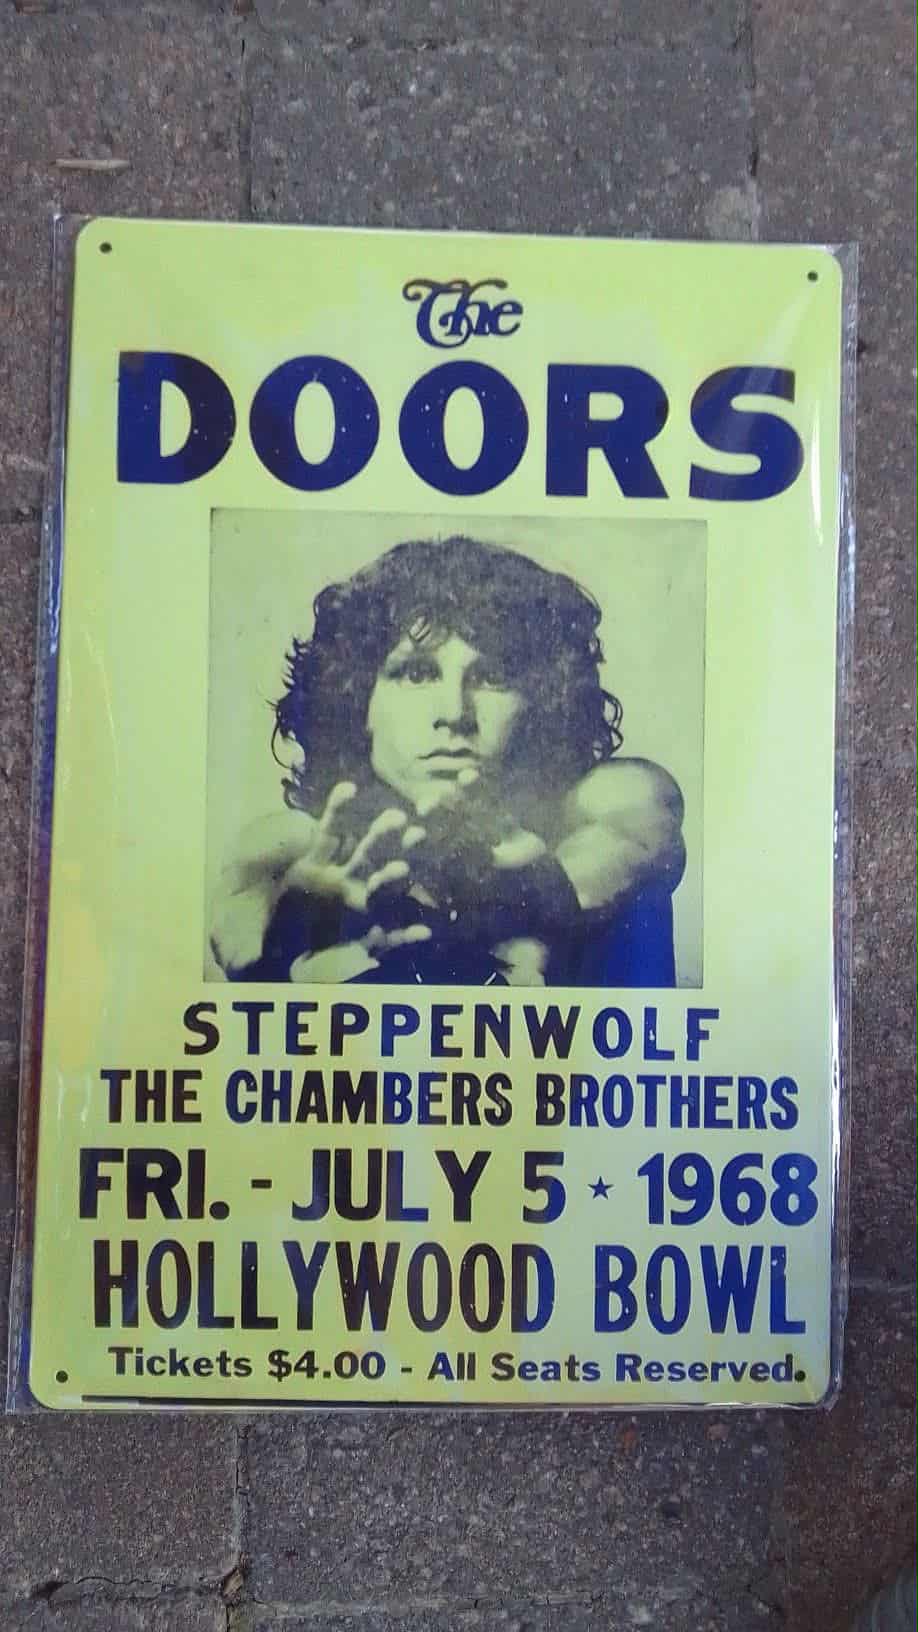 The
DOORS
STEPPENWOLF
THE CHAMBERS BROTHERS
FRI. - JULY 5 ★ 1968
HOLLYWOOD BOWL
Tickets $4.00 - All Seats Reserved.